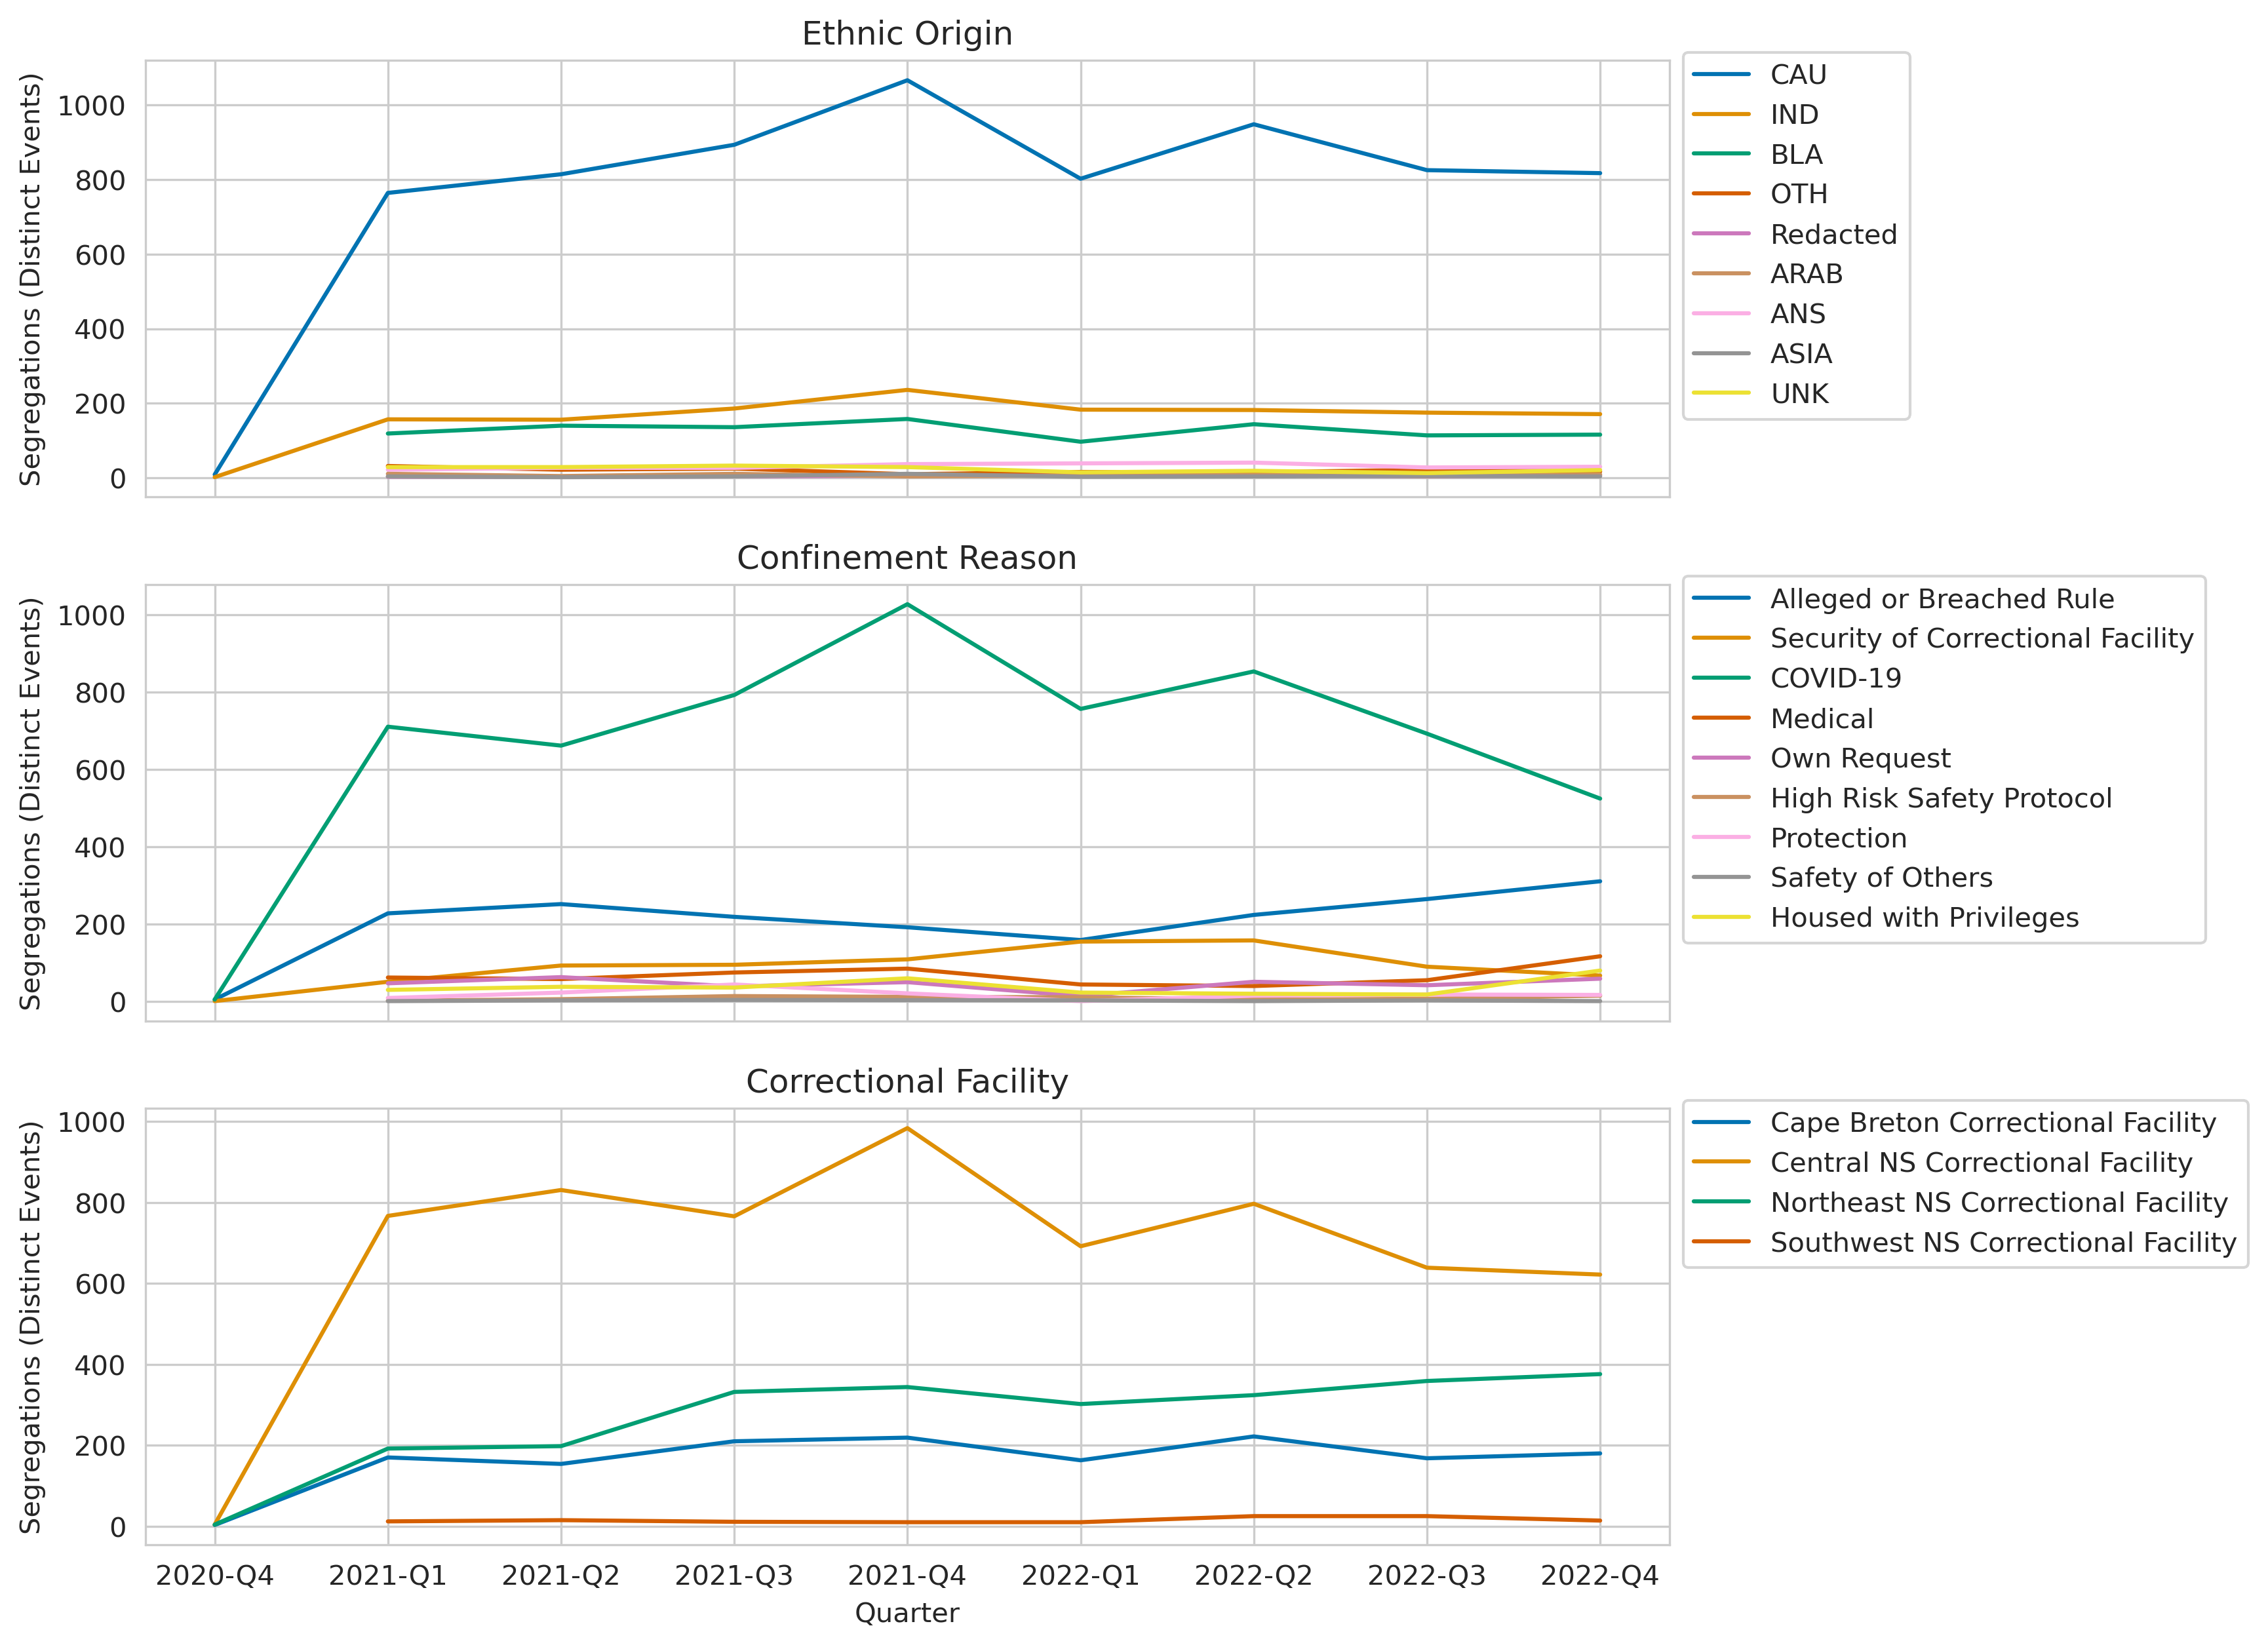 Ethnic Origin
Segregations (Distinct Events)
1000
800
600
400
200
0
CAU
IND
BLA
OTH
Redacted
ARAB
ANS
ASIA
UNK
Confinement Reason
Segregations (Distinct Events)
1000
800
600
400
200
0
Alleged or Breached Rule
Security of Correctional Facility
COVID-19
Medical
Own Request
High Risk Safety Protocol
Protection
Safety of Others
Housed with Privileges
Correctional Facility
Segregations (Distinct Events)
1000
800
600
400
200
0
Cape Breton Correctional Facility
Central NS Correctional Facility
Northeast NS Correctional Facility
Southwest NS Correctional Facility
2020-Q4 2021-Q1 2021-Q2 2021-Q3 2021-Q4 2022-Q1 2022-Q2 2022-Q3 2022-Q4
Quarter